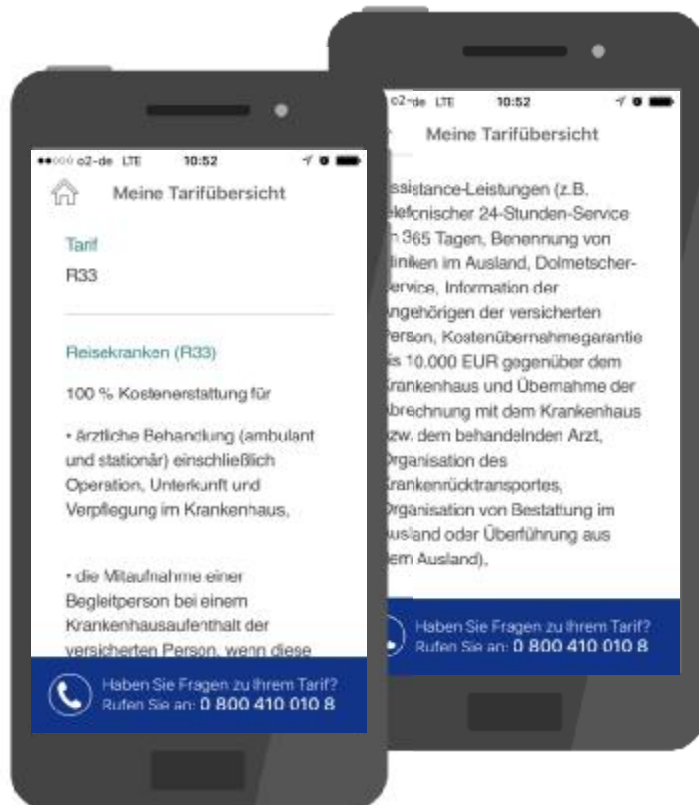 o2-de LTE 10:52
Meine Tarifübersicht
Tarif
R33
Reisekranken (R33)
100 % Kostenerstattung für
• ärztliche Behandlung (ambulant
und stationär) einschließlich
Operation, Unterkunft und
Verpflegung im Krankenhaus,
• die Mitaufnahme einer
Begleitperson bei einem
Krankenhausaufenthalt der
versicherten Person, wenn diese
Haben Sie Fragen zu Ihrem Tarif?
Rufen Sie an: 0 800 410 010 8
o2-de LTE 10:52
Meine Tarifübersicht
ssistance-Leistungen (z.B.
elefonischer 24-Stunden-Service
n 365 Tagen, Benennung von
liniken im Ausland, Dolmetscher-
ervice, Information der
ngehörigen der versicherten
erson, Kostenübernahmegarantie
is 10.000 EUR gegenüber dem
rankenhaus und Übernahme der
brechnung mit dem Krankenhaus
zw. dem behandelnden Arzt,
rganisation des
rankenrücktransportes,
rganisation von Bestattung im
usland oder Überführung aus
em Ausland),
Haben Sie Fragen zu Ihrem Tarif?
Rufen Sie an: 0 800 410 010 8